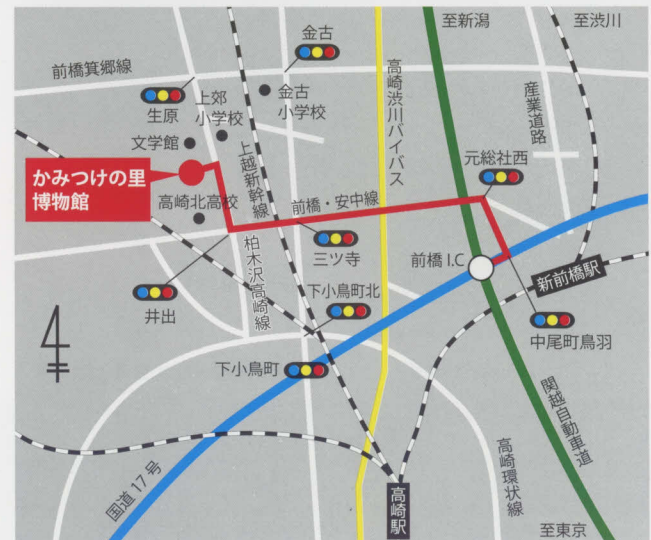 至新潟
至渋川
金古
前橋箕郷線
生原
上郊
小学校
金古
小学校
高崎渋川バイパス
産業道路
文学館
かみつけの里
博物館
上越新幹線
元総社西
高崎北高校
前橋・安中線
三ツ寺
前橋 I.C
新前橋駅
井出
柏木沢高崎線
下小鳥町北
中尾町鳥羽
下小鳥町
関越自動車道
国道17号
高崎駅
高崎環状線
至東京